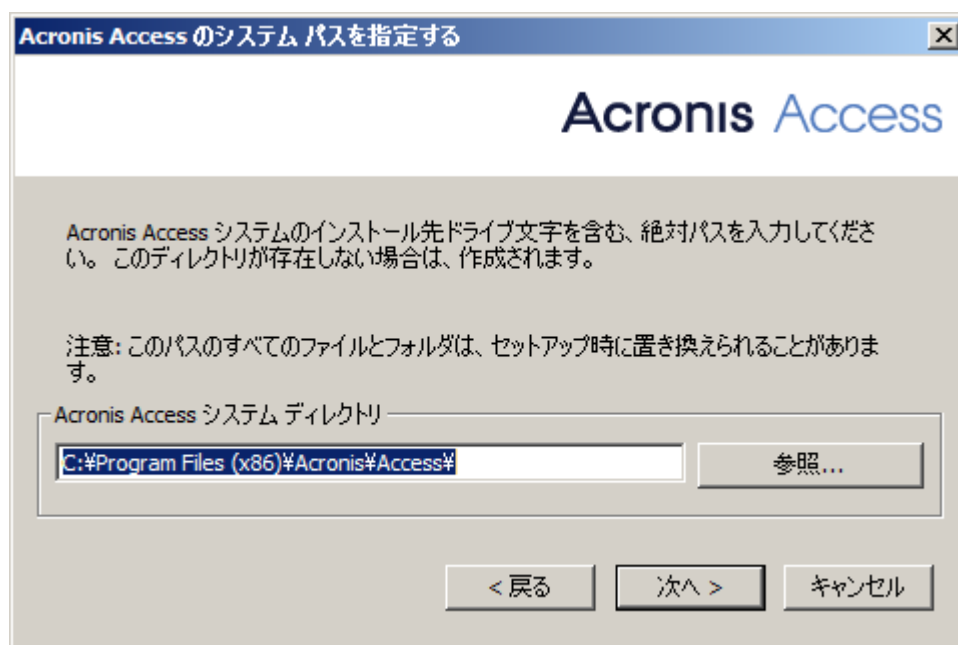 Acronis Access のシステム パスを指定する
Acronis Access
Acronis Access システムのインストール先ドライブ文字を含む、絶対パスを入力してくださ
い。 このディレクトリが存在しない場合は、作成されます。
注意: このパスのすべてのファイルとフォルダは、セットアップ時に置き換えられることがありま
す。
Acronis Access システム ディレクトリ
C:¥Program Files (x86)¥Acronis¥Access¥
参照...
< 戻る
次へ >
キャンセル